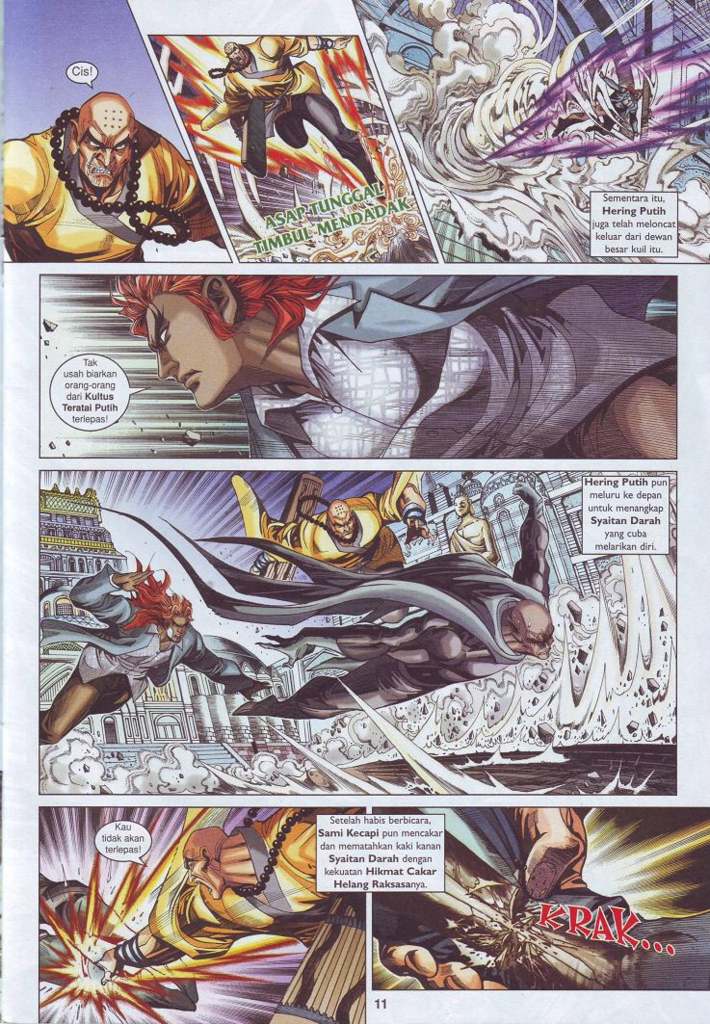 Cis!
ASAP TUNGGAL
TIMBUL MENDADAK
Sementara itu,
Hering Putih
juga telah meloncat
keluar dari dewan
besar kuil itu.
Tak
usah biarkan
orang-orang
dari Kultus
Teratai Putih
terlepas!
Hering Putih pun
meluru ke depan
untuk menangkap
Syaitan Darah
yang cuba
melarikan diri.
Kau
tidak akan
terlepas!
Setelah habis berbicara,
Sami Kecapi pun mencakar
dan mematahkan kaki kanan
Syaitan Darah dengan
kekuatan Hikmat Cakar
Helang Raksasanya.
KRAK...
11